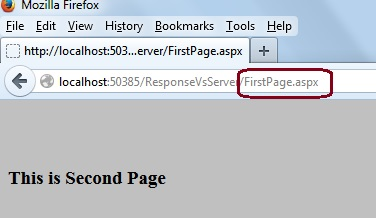 Mozilla Firefox
File Edit View History Bookmarks Tools Help
http://localhost:503...erver/FirstPage.aspx
localhost:50385/ResponseVsServer/FirstPage.aspx
This is Second Page